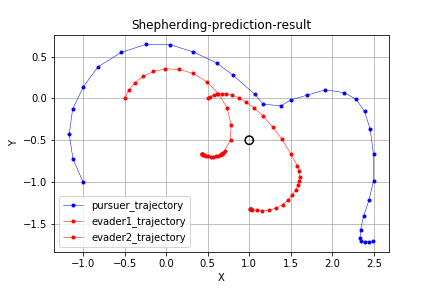 Shepherding-prediction-result
Y
0.5
0.0
−0.5
−1.0
−1.5
pursuer_trajectory
evader1_trajectory
evader2_trajectory
−1.0 −0.5 0.0 0.5 1.0 1.5 2.0 2.5
X